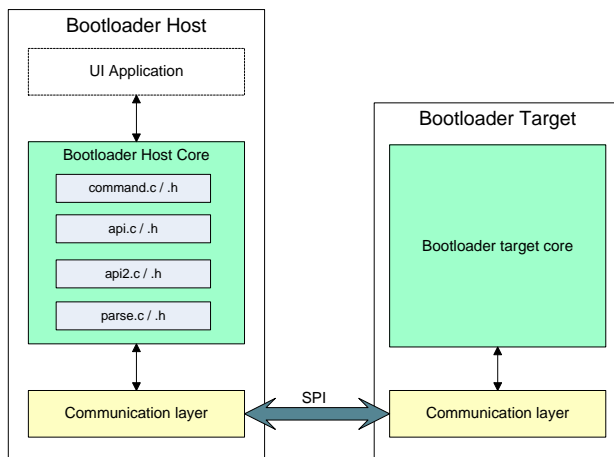 Bootloader Host
UI Application
Bootloader Host Core
command.c / .h
api.c / .h
api2.c / .h
parse.c / .h
Communication layer
SPI
Bootloader Target
Bootloader target core
Communication layer